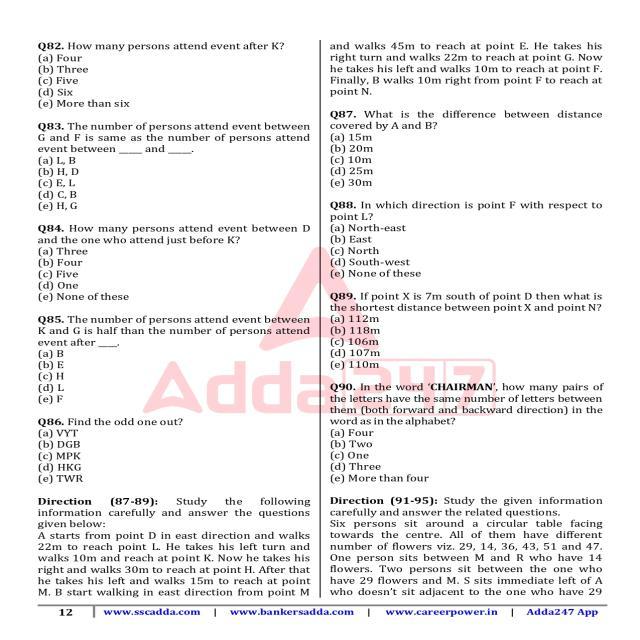 Q82. How many persons attend event after K?
(a) Four
(b) Three
(c) Five
(d) Six
(e) More than six
Q83. The number of persons attend event between
G and F is same as the number of persons attend
event between _____ and _____.
(a) L, B
(b) H, D
(c) E, L
(d) C, B
(e) H, G
Q84. How many persons attend event between D
and the one who attend just before K?
(a) Three
(b) Four
(c) Five
(d) One
(e) None of these
Q85. The number of persons attend event between
K and G is half than the number of persons attend
event after ____.
(a) B
(b) E
(c) H
(d) L
(e) F
Q86. Find the odd one out?
(a) VYT
(b) DGB
(c) MPK
(d) HKG
(e) TWR
Direction (87-89): Study the following
information carefully and answer the questions
given below:
A starts from point D in east direction and walks
22m to reach point L. He takes his left turn and
walks 10m and reach at point K. Now he takes his
right and walks 30m to reach at point H. After that
he takes his left and walks 15m to reach at point
M. B start walking in east direction from point M
and walks 45m to reach at point E. He takes his
right turn and walks 22m to reach at point G. Now
he takes his left and walks 10m to reach at point F.
Finally, B walks 10m right from point F to reach at
point N.
Q87. What is the difference between distance
covered by A and B?
(a) 15m
(b) 20m
(c) 10m
(d) 25m
(e) 30m
Q88. In which direction is point F with respect to
point L?
(a) North-east
(b) East
(c) North
(d) South-west
(e) None of these
Q89. If point X is 7m south of point D then what is
the shortest distance between point X and point N?
(a) 112m
(b) 118m
(c) 106m
(d) 107m
(e) 110m
Q90. In the word 'CHAIRMAN', how many pairs of
the letters have the same number of letters between
them (both forward and backward direction) in the
word as in the alphabet?
(a) Four
(b) Two
(c) One
(d) Three
(e) More than four
Direction (91-95): Study the given information
carefully and answer the related questions.
Six persons sit around a circular table facing
towards the centre. All of them have different
number of flowers viz. 29, 14, 36, 43, 51 and 47.
One person sits between M and R who have 14
flowers. Two persons sit between the one who
have 29 flowers and M. S sits immediate left of A
who doesn't sit adjacent to the one who have 29
Adda247
12 | www.sscadda.com | www.bankersadda.com | www.careerpower.in | Adda247 App